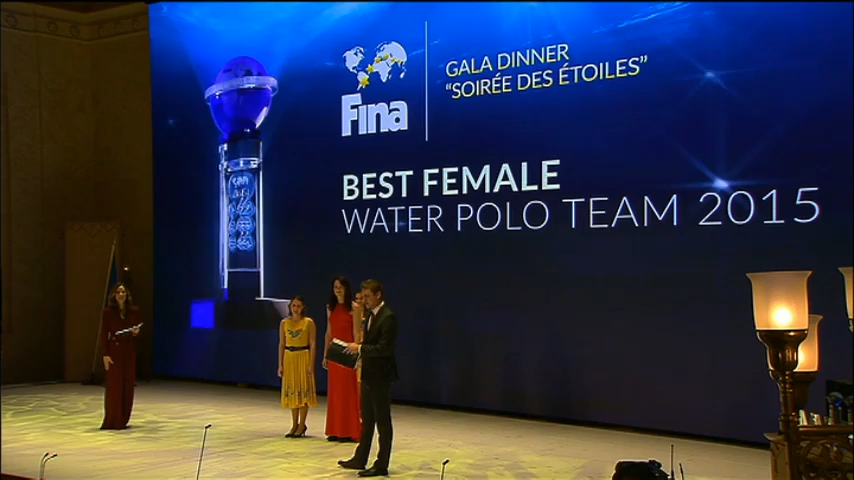 Fina
GALA DINNER
“SOIRÉE DES ÉTOILES”
BEST FEMALE
WATER POLO TEAM 2015